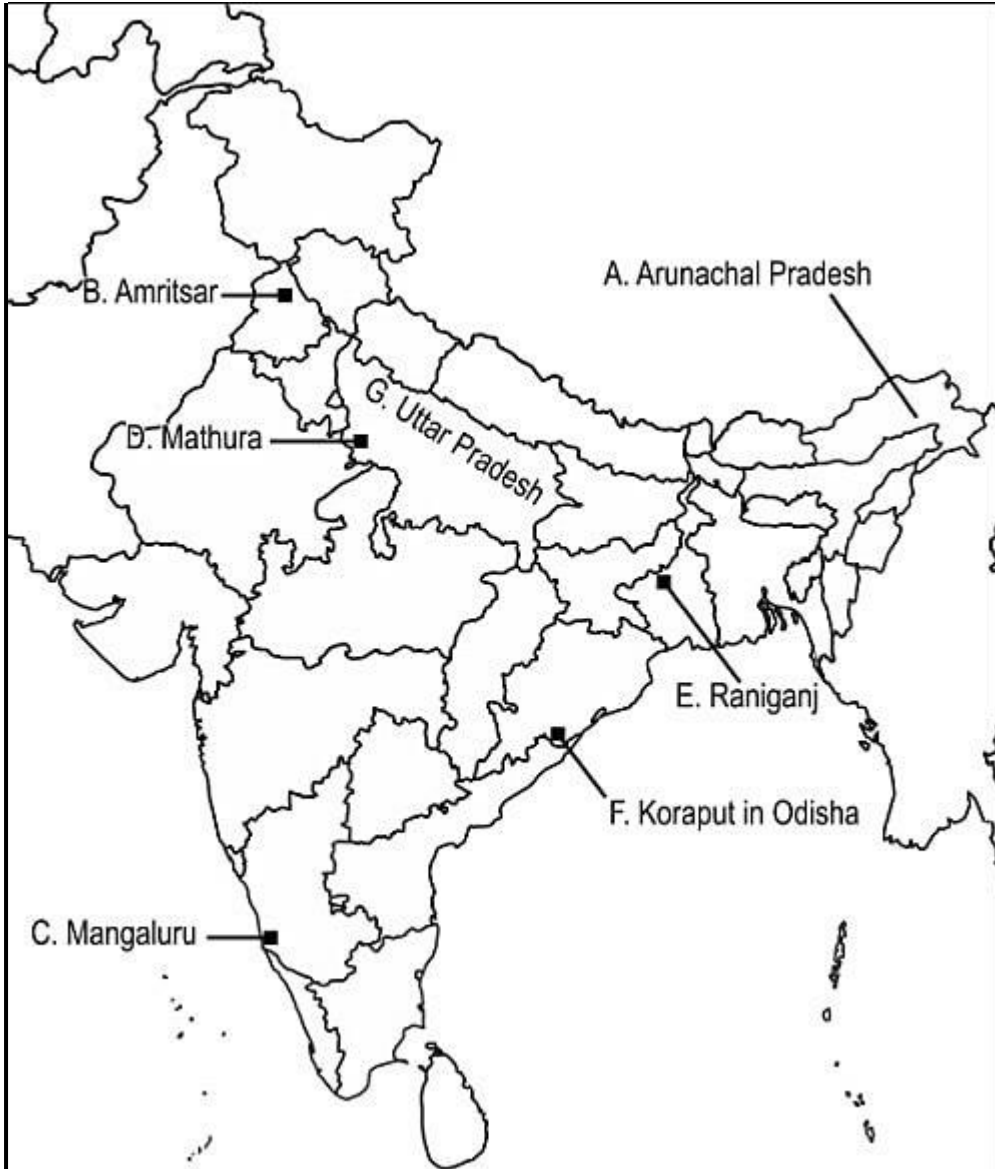 A. Arunachal Pradesh
B. Amritsar
G. Uttar Pradesh
D. Mathura
E. Raniganj
F. Koraput in Odisha
C. Mangaluru